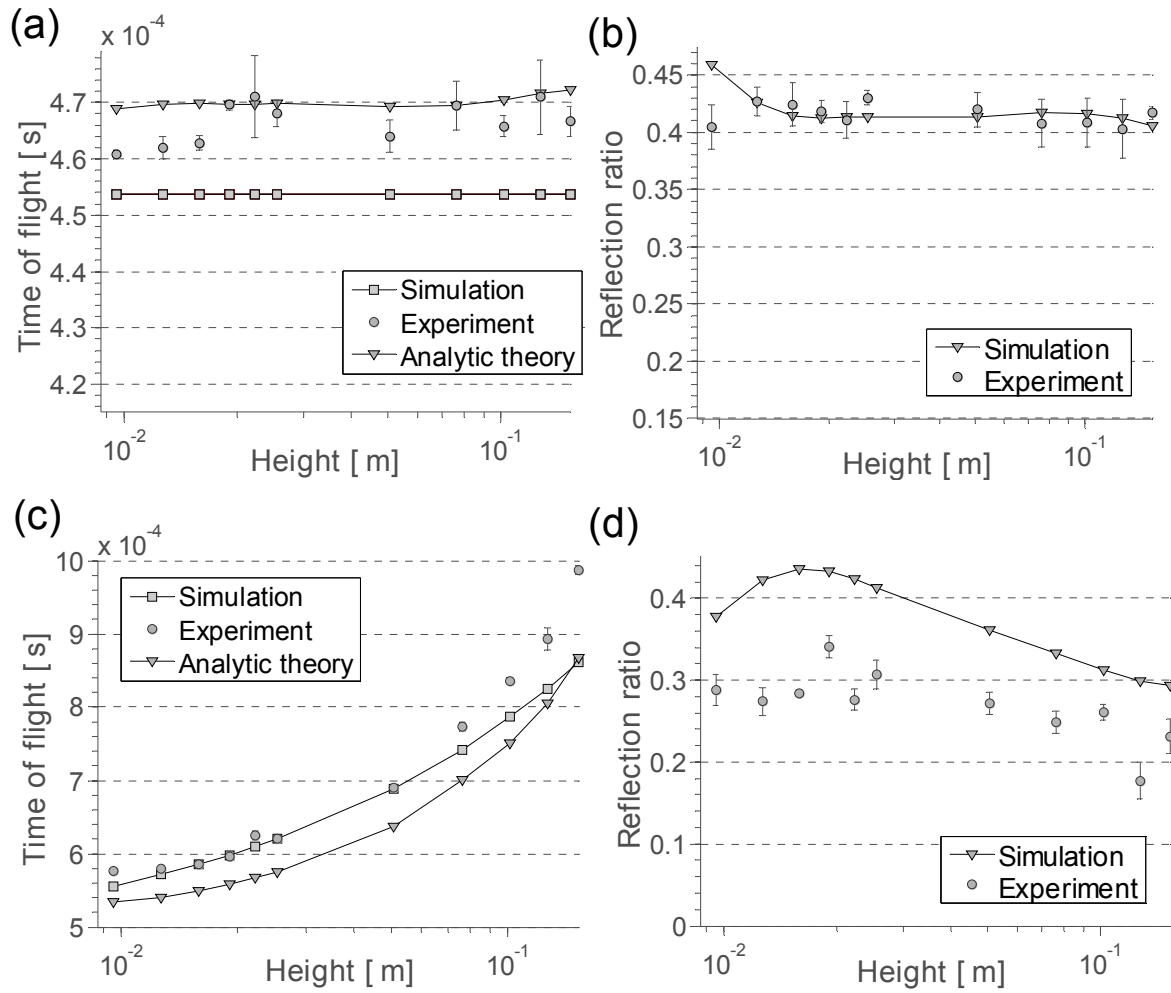 (a)
x 10-4
4.7
4.6
4.5
4.4
4.3
4.2
Time of flight [ s]
Simulation
Experiment
Analytic theory
10-2
10-1
Height [ m]
(b)
0.45
0.4
0.35
0.3
0.25
0.2
0.15
Reflection ratio
Simulation
Experiment
10-2
10-1
Height [ m]
(c)
x 10-4
10
9
8
7
6
5
Time of flight [ s]
Simulation
Experiment
Analytic theory
10-2
10-1
Height [ m]
(d)
0.4
0.3
0.2
0.1
0
Reflection ratio
Simulation
Experiment
10-2
10-1
Height [ m]